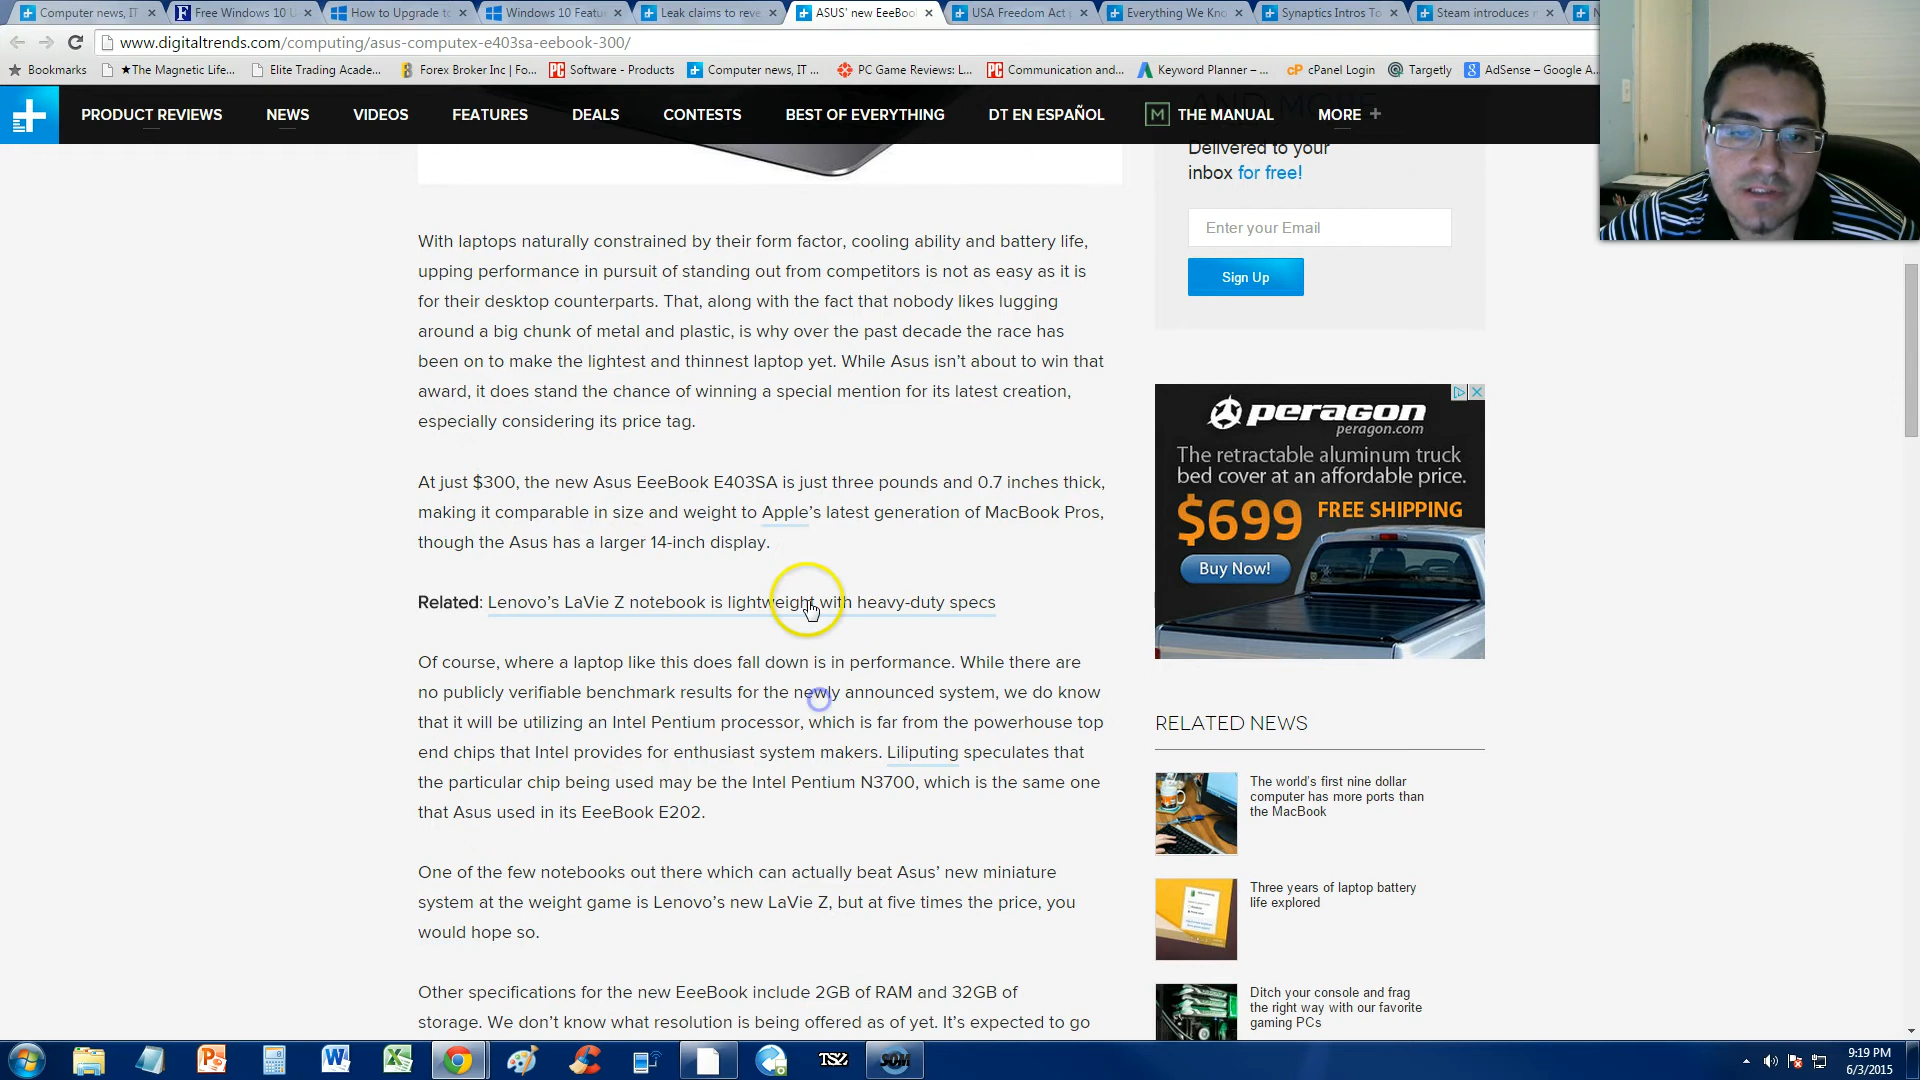 Computer news, IT
Free Windows 10 U
How to Upgrade to
Windows 10 Featu
Leak claims to reve
ASUS' new EeeBoo
USA Freedom Act
Everything We Kno
Synaptics Intros To
Steam introduces
www.digitaltrends.com/computing/asus-computex-e403sa-eebook-300/
Bookmarks
★The Magnetic Life...
Elite Trading Acade...
Forex Broker Inc | Fo...
Software - Products
Computer news, IT ...
PC Game Reviews: L...
Communication and...
Keyword Planner – ...
cPanel Login
Targetly
AdSense – Google A...
PRODUCT REVIEWS
NEWS
VIDEOS
FEATURES
DEALS
CONTESTS
BEST OF EVERYTHING
DT EN ESPAÑOL
M THE MANUAL
MORE +
AND MORE
Delivered to your
inbox for free!
Enter your Email
Sign Up
With laptops naturally constrained by their form factor, cooling ability and battery life,
upping performance in pursuit of standing out from competitors is not as easy as it is
for their desktop counterparts. That, along with the fact that nobody likes lugging
around a big chunk of metal and plastic, is why over the past decade the race has
been on to make the lightest and thinnest laptop yet. While Asus isn't about to win that
award, it does stand the chance of winning a special mention for its latest creation,
especially considering its price tag.
At just $300, the new Asus EeeBook E403SA is just three pounds and 0.7 inches thick,
making it comparable in size and weight to Apple's latest generation of MacBook Pros,
though the Asus has a larger 14-inch display.
Related: Lenovo's LaVie Z notebook is lightweight with heavy-duty specs
Of course, where a laptop like this does fall down is in performance. While there are
no publicly verifiable benchmark results for the newly announced system, we do know
that it will be utilizing an Intel Pentium processor, which is far from the powerhouse top
end chips that Intel provides for enthusiast system makers. Liliputing speculates that
the particular chip being used may be the Intel Pentium N3700, which is the same one
that Asus used in its EeeBook E202.
One of the few notebooks out there which can actually beat Asus' new miniature
system at the weight game is Lenovo's new LaVie Z, but at five times the price, you
would hope so.
Other specifications for the new EeeBook include 2GB of RAM and 32GB of
storage. We don't know what resolution is being offered as of yet. It's expected to go
peragon
peragon.com
The retractable aluminum truck
bed cover at an affordable price.
$699 FREE SHIPPING
Buy Now!
RELATED NEWS
The world's first nine dollar
computer has more ports than
the MacBook
Three years of laptop battery
life explored
Ditch your console and frag
the right way with our favorite
gaming PCs
TS2
SOM
9:19 PM
6/3/2015